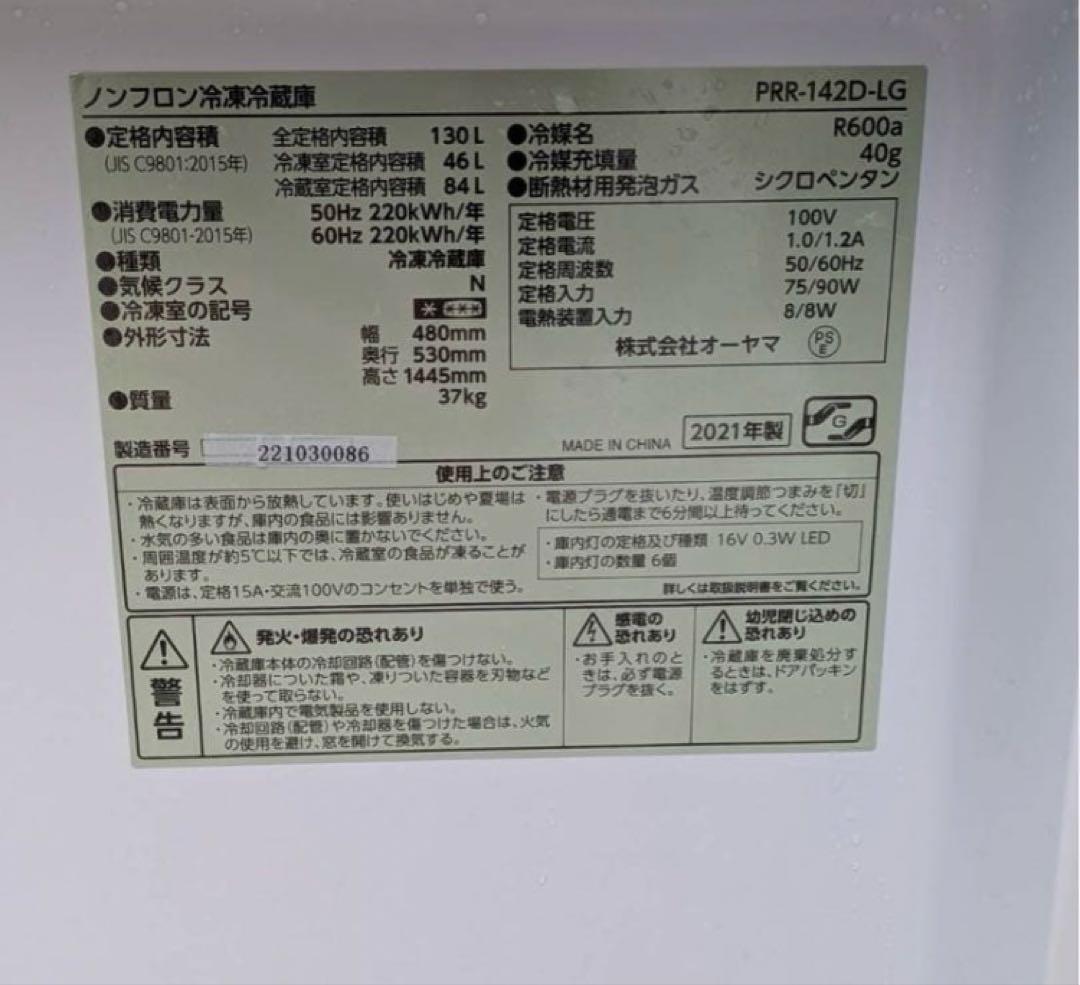 ノンフロン冷凍冷蔵庫 PRR-142D-LG
●定格内容積 全定格内容積 130L
(JIS C9801:2015年) 冷凍室定格内容積 46L
冷蔵室定格内容積 84L
●消費電力量 50Hz 220kWh/年
(JIS C9801-2015年) 60Hz 220kWh/年
●種類 冷凍冷蔵庫
●気候クラス N
●冷凍室の記号
●外形寸法 幅 480mm
奥行 530mm
高さ 1445mm
●質量 37kg
●冷媒名 R600a
●冷媒充填量 40g
●断熱材用発泡ガス シクロペンタン
定格電圧 100V
定格電流 1.0/1.2A
定格周波数 50/60Hz
定格入力 75/90W
電熱装置入力 8/8W
株式会社オーヤマ PSE
製造番号 221030086
MADE IN CHINA 2021年製 G
使用上のご注意
・冷蔵庫は表面から放熱しています。使いはじめや夏場は
熱くなりますが、庫内の食品には影響ありません。
・水気の多い食品は庫内の奥に置かないでください。
・周囲温度が約5℃以下では、冷蔵室の食品が凍ることが
あります。
・電源は、定格15A・交流100Vのコンセントを単独で使う。
・電源プラグを抜いたり、温度調節つまみを「切」
にしたら通電まで6分間以上待ってください。
・庫内灯の定格及び種類 16V 0.3W LED
・庫内灯の数量 6個
詳しくは取扱説明書をご覧ください。
警告
発火・爆発の恐れあり
・冷蔵庫本体の冷却回路(配管)を傷つけない。
・冷却器についた霜や、凍りついた容器を刃物など
を使って取らない。
・冷蔵庫内で電気製品を使用しない。
・冷却回路(配管)や冷却器を傷つけた場合は、火気
の使用を避け、窓を開けて換気する。
感電の
恐れあり
・お手入れのと
きは、必ず電源
プラグを抜く。
幼児閉じ込めの
恐れあり
・冷蔵庫を廃棄処分す
るときは、ドアパッキン
をはずす。